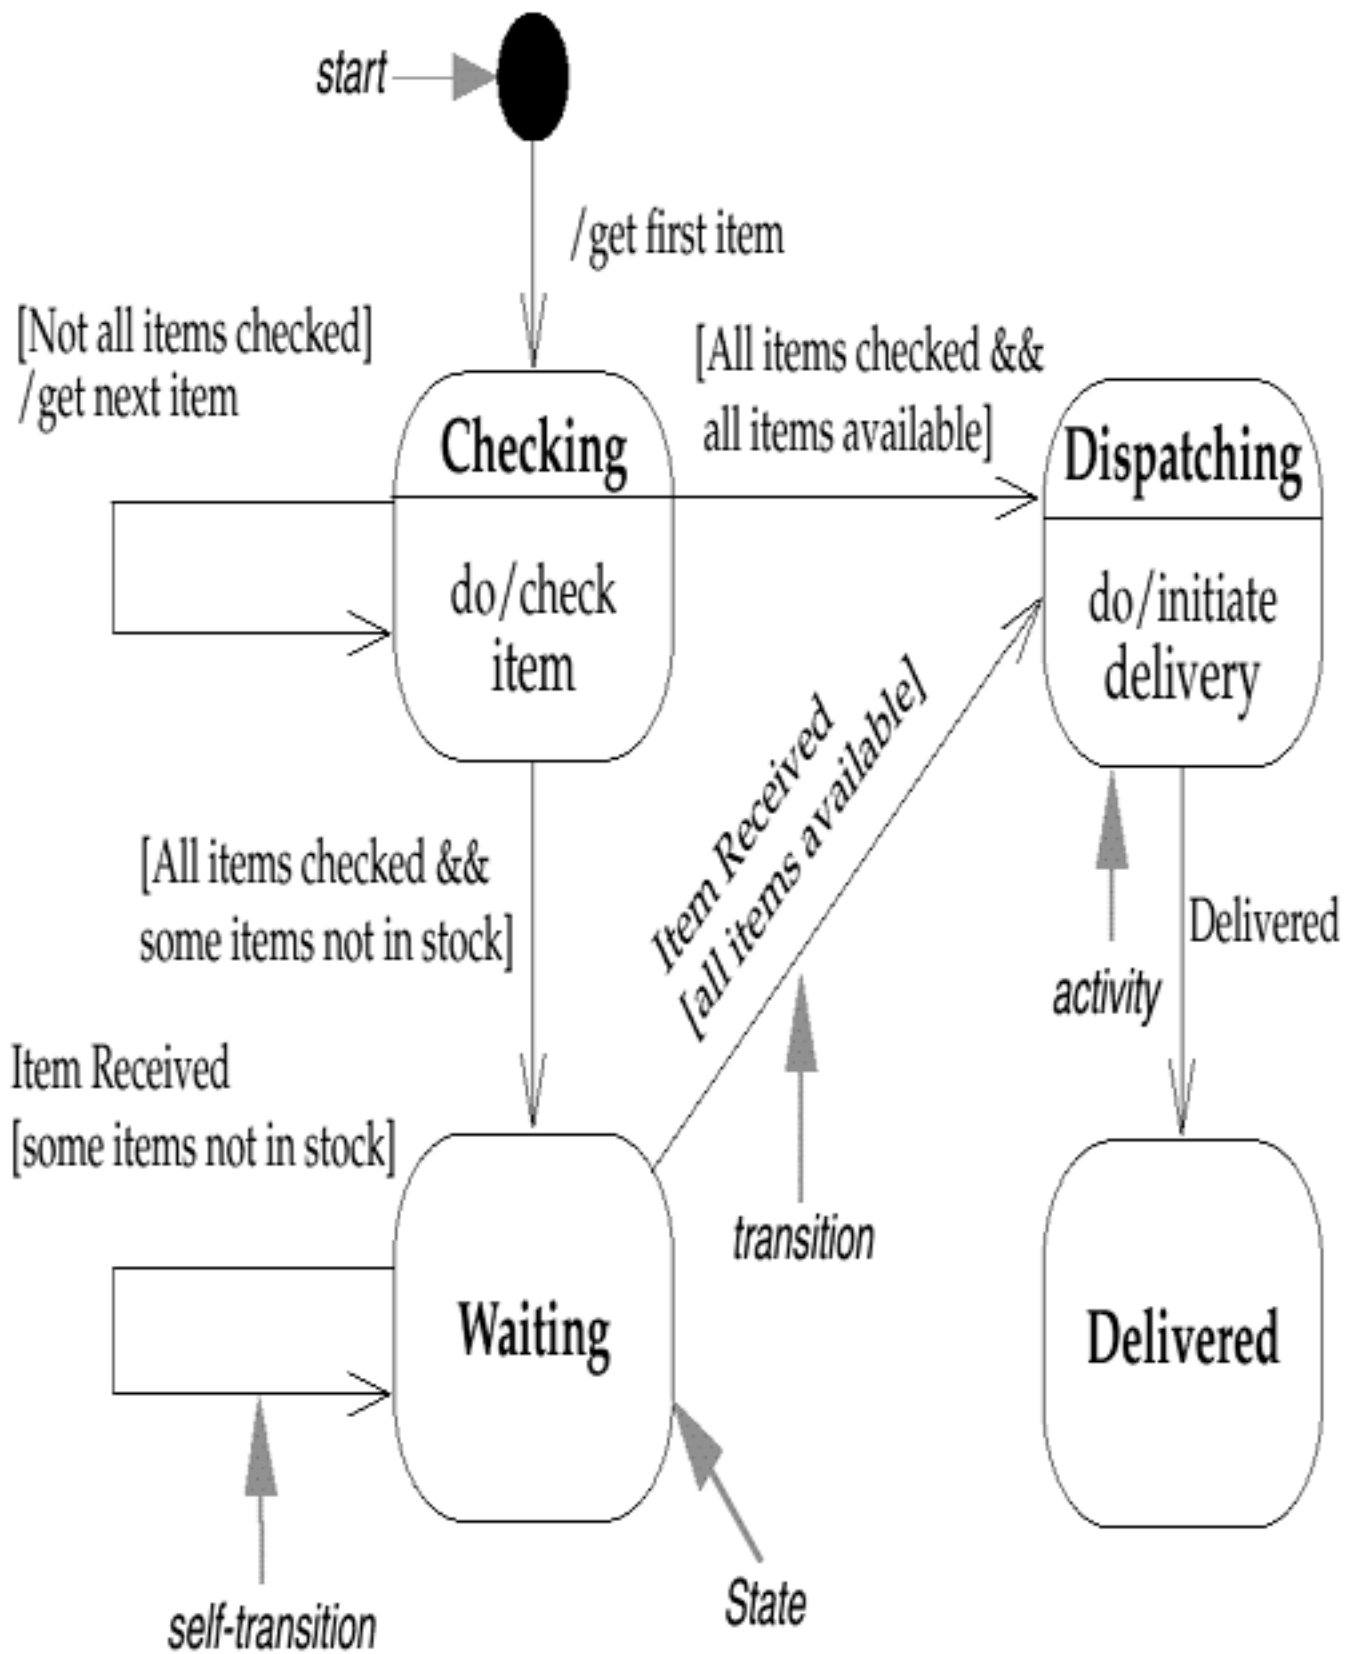 start
/get first item
[Not all items checked]
/get next item
[All items checked &&
all items available]
Checking
do/check
item
Dispatching
do/initiate
delivery
[All items checked &&
some items not in stock]
Item Received
[all items available]
activity
Delivered
Item Received
[some items not in stock]
transition
Waiting
Delivered
self-transition
State